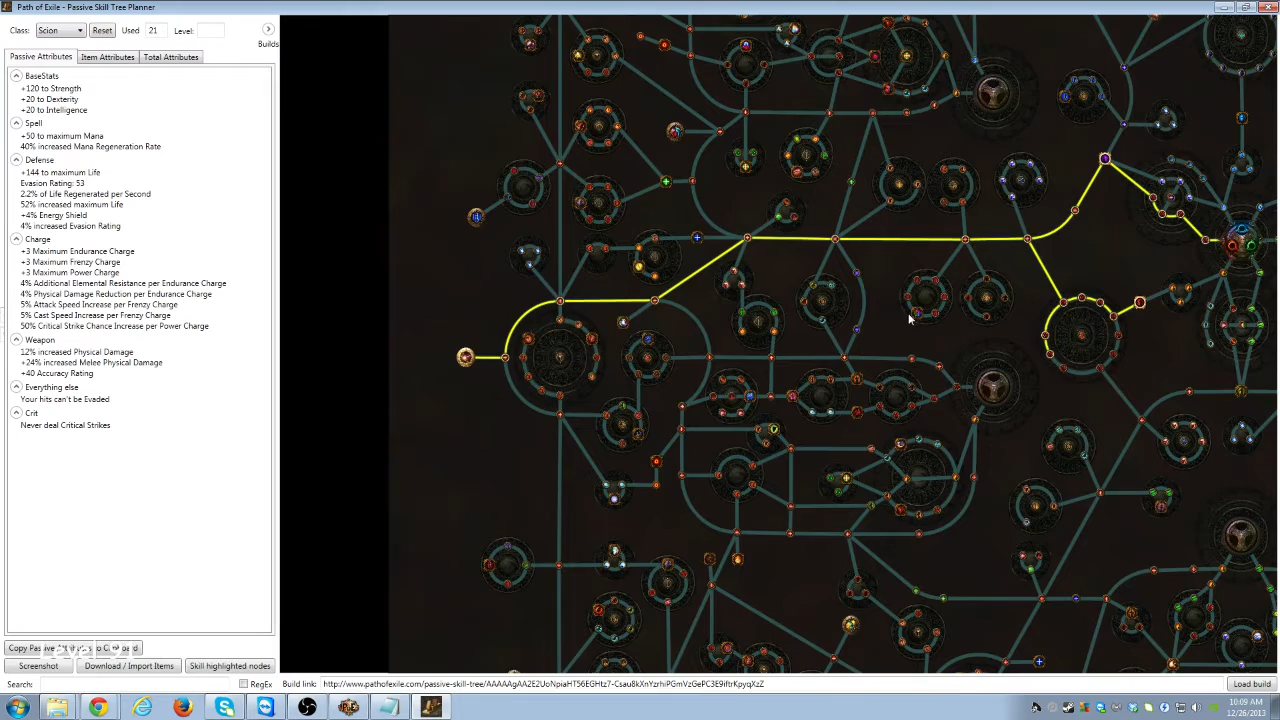 Path of Exile - Passive Skill Tree Planner
Class: Scion Reset Used 21 Level:
Builds
Passive Attributes Item Attributes Total Attributes
BaseStats
+120 to Strength
+20 to Dexterity
+20 to Intelligence
Spell
+50 to maximum Mana
40% increased Mana Regeneration Rate
Defense
+144 to maximum Life
Evasion Rating: 53
2.2% of Life Regenerated per Second
52% increased maximum Life
+4% Energy Shield
4% increased Evasion Rating
Charge
+3 Maximum Endurance Charge
+3 Maximum Frenzy Charge
+3 Maximum Power Charge
4% Additional Elemental Resistance per Endurance Charge
4% Physical Damage Reduction per Endurance Charge
5% Attack Speed Increase per Frenzy Charge
5% Cast Speed Increase per Frenzy Charge
50% Critical Strike Chance Increase per Power Charge
Weapon
12% increased Physical Damage
+24% increased Melee Physical Damage
+40 Accuracy Rating
Everything else
Your hits can't be Evaded
Crit
Never deal Critical Strikes
Copy Passive Attributes to Clipboard
Screenshot Download / Import Items Skill highlighted nodes
Search: RegEx Build link: Load build
10:09 AM
12/26/2013